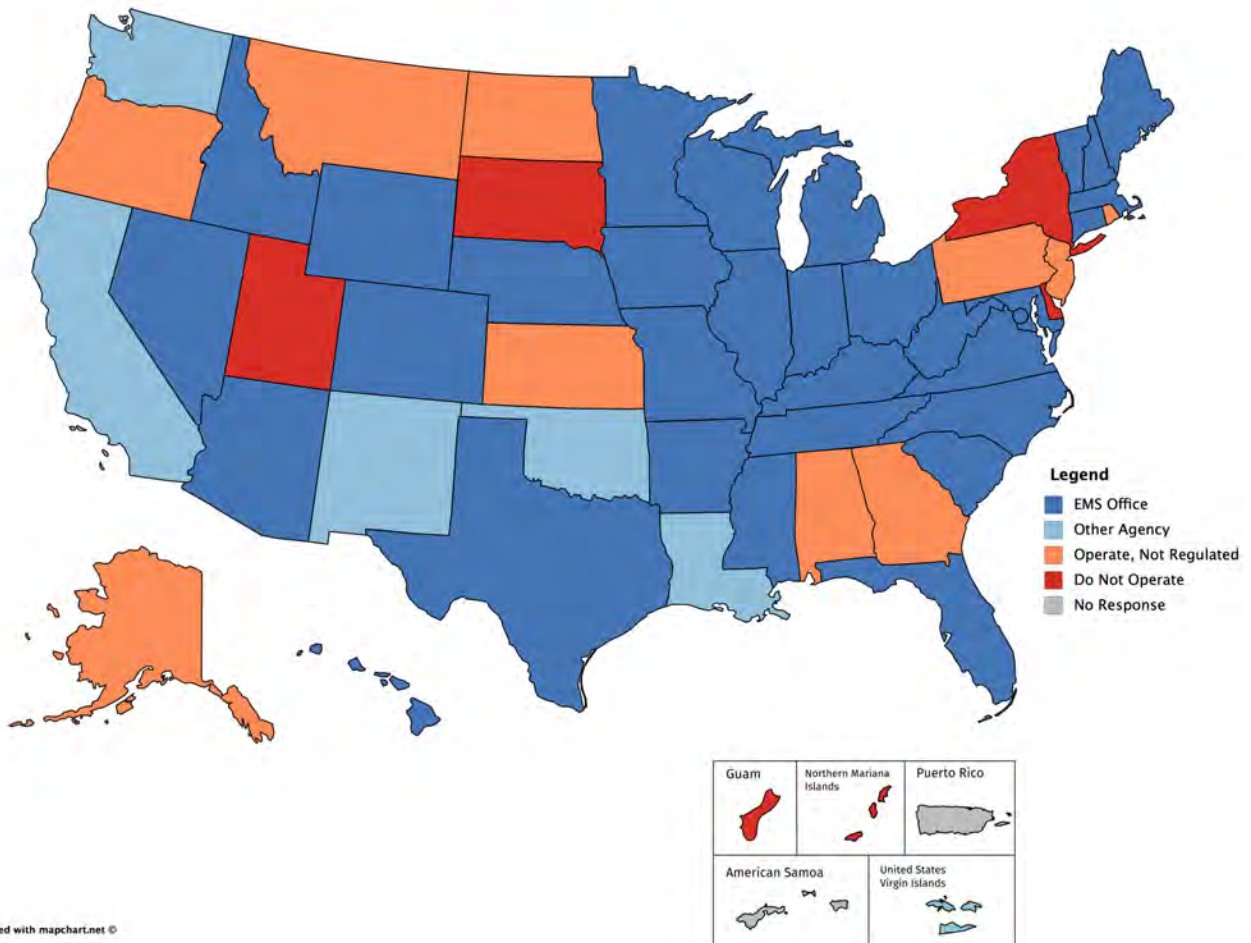 Legend
EMS Office
Other Agency
Operate, Not Regulated
Do Not Operate
No Response
Guam
Northern Mariana
Islands
Puerto Rico
American Samoa
United States
Virgin Islands
ed with mapchart.net ©